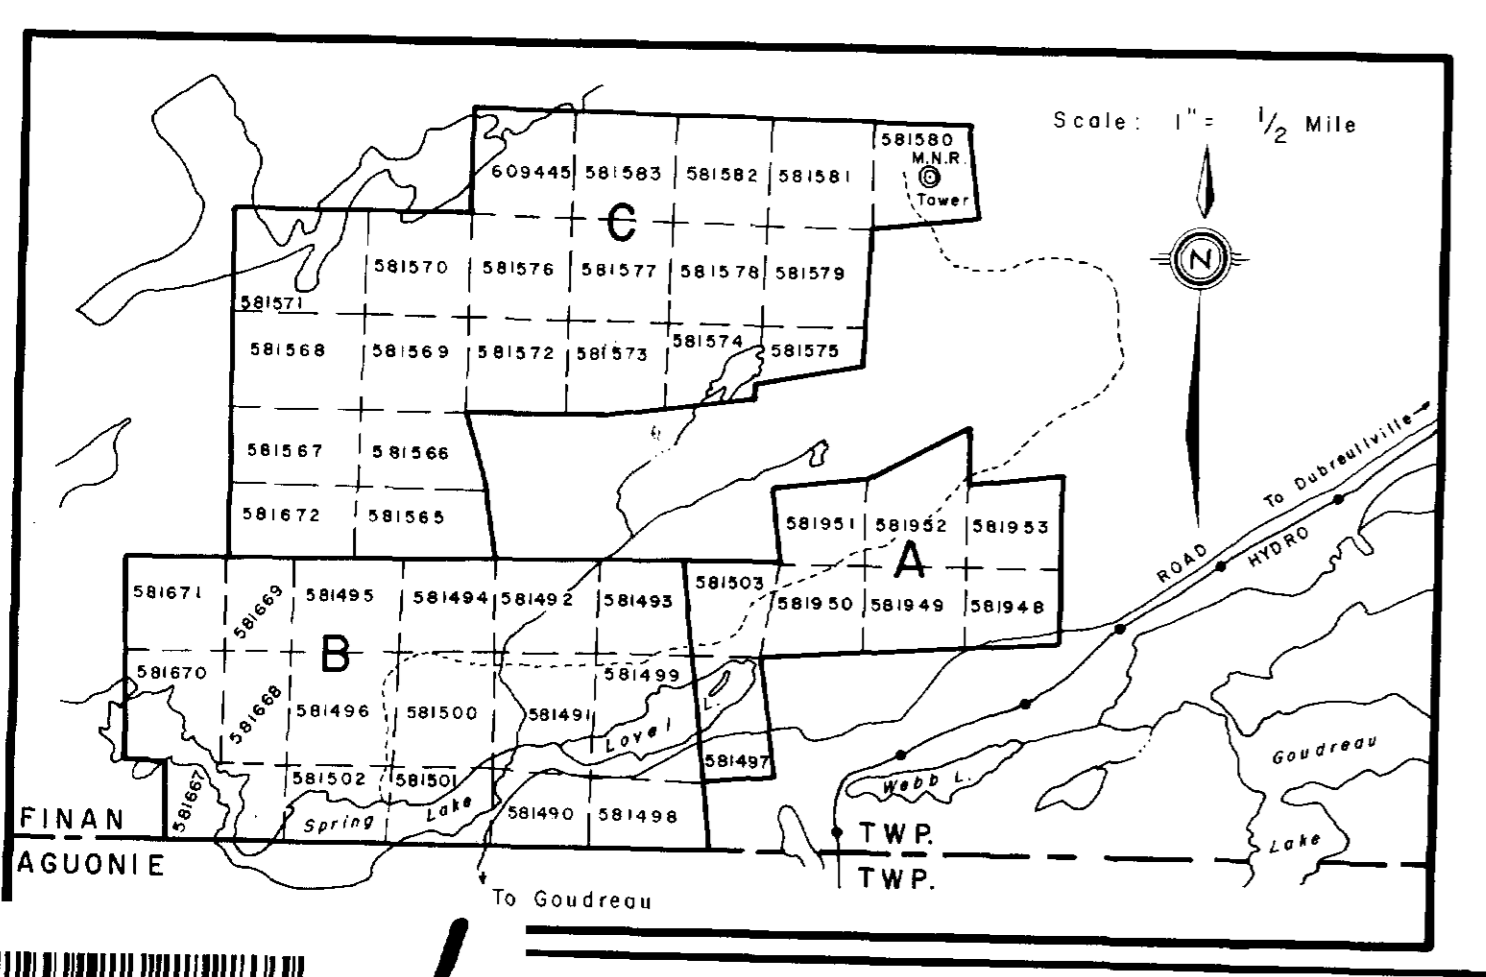 Scale: 1" = 1/2 Mile
581580
M.N.R.
Tower
609445 581583 581582 581581
C
581570 581576 581577 581578 581579
581571
581568 581569 581572 581573 581574 581575
581567 581566
581672 581565
To Dubreuilville
ROAD
HYDRO
N
581951 581952 581953
A
581950 581949 581948
581503
581671 581669 581495 581494 581492 581493
B
581670 581668 581496 581500 581491 581499
Lovel L.
581497
581667 581502 581501
Spring Lake
581490 581498
Webb L.
Goudreau
Lake
FINAN TWP.
AGUONIE TWP.
To Goudreau